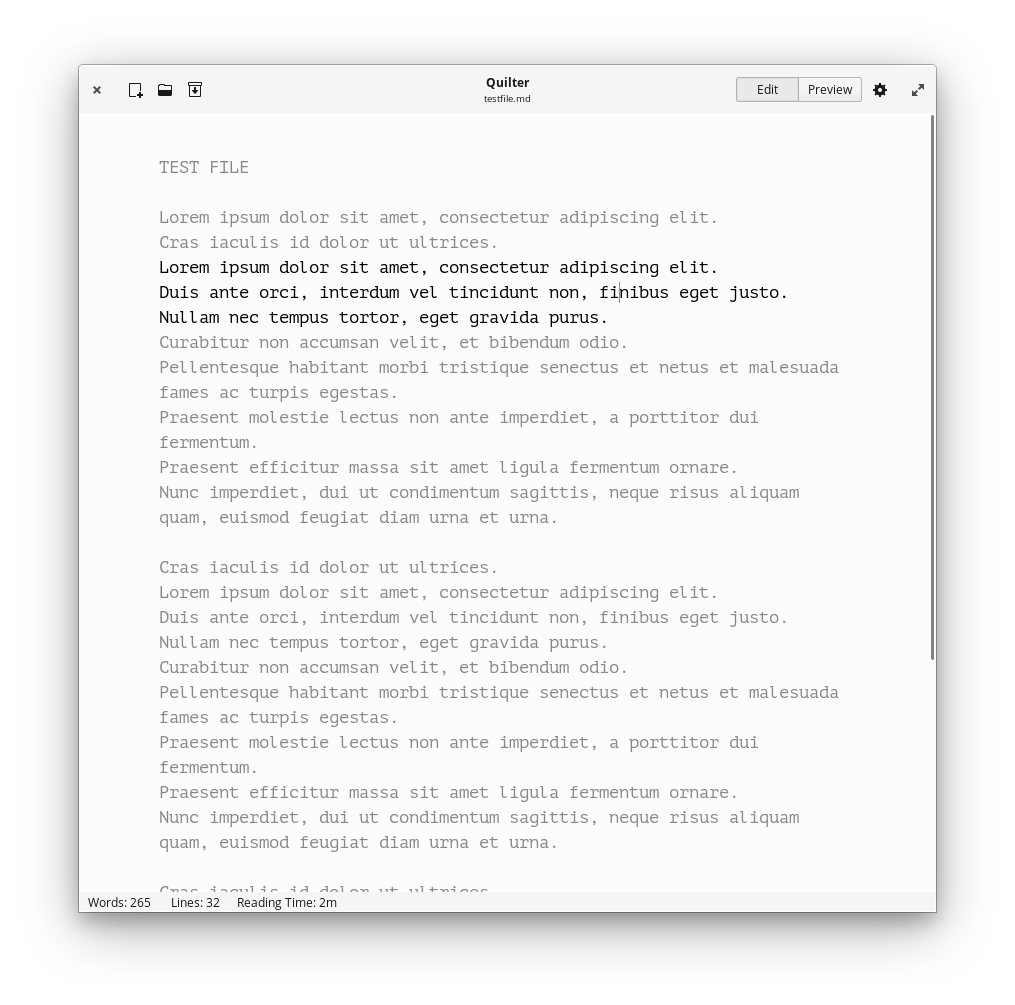 Quilter
testfile.md
Edit
Preview
TEST FILE
Lorem ipsum dolor sit amet, consectetur adipiscing elit.
Cras iaculis id dolor ut ultrices.
Lorem ipsum dolor sit amet, consectetur adipiscing elit.
Duis ante orci, interdum vel tincidunt non, finibus eget justo.
Nullam nec tempus tortor, eget gravida purus.
Curabitur non accumsan velit, et bibendum odio.
Pellentesque habitant morbi tristique senectus et netus et malesuada
fames ac turpis egestas.
Praesent molestie lectus non ante imperdiet, a porttitor dui
fermentum.
Praesent efficitur massa sit amet ligula fermentum ornare.
Nunc imperdiet, dui ut condimentum sagittis, neque risus aliquam
quam, euismod feugiat diam urna et urna.
Cras iaculis id dolor ut ultrices.
Lorem ipsum dolor sit amet, consectetur adipiscing elit.
Duis ante orci, interdum vel tincidunt non, finibus eget justo.
Nullam nec tempus tortor, eget gravida purus.
Curabitur non accumsan velit, et bibendum odio.
Pellentesque habitant morbi tristique senectus et netus et malesuada
fames ac turpis egestas.
Praesent molestie lectus non ante imperdiet, a porttitor dui
fermentum.
Praesent efficitur massa sit amet ligula fermentum ornare.
Nunc imperdiet, dui ut condimentum sagittis, neque risus aliquam
quam, euismod feugiat diam urna et urna.
Cras iaculis id dolor ut ultrices.
Words: 265 Lines: 32 Reading Time: 2m